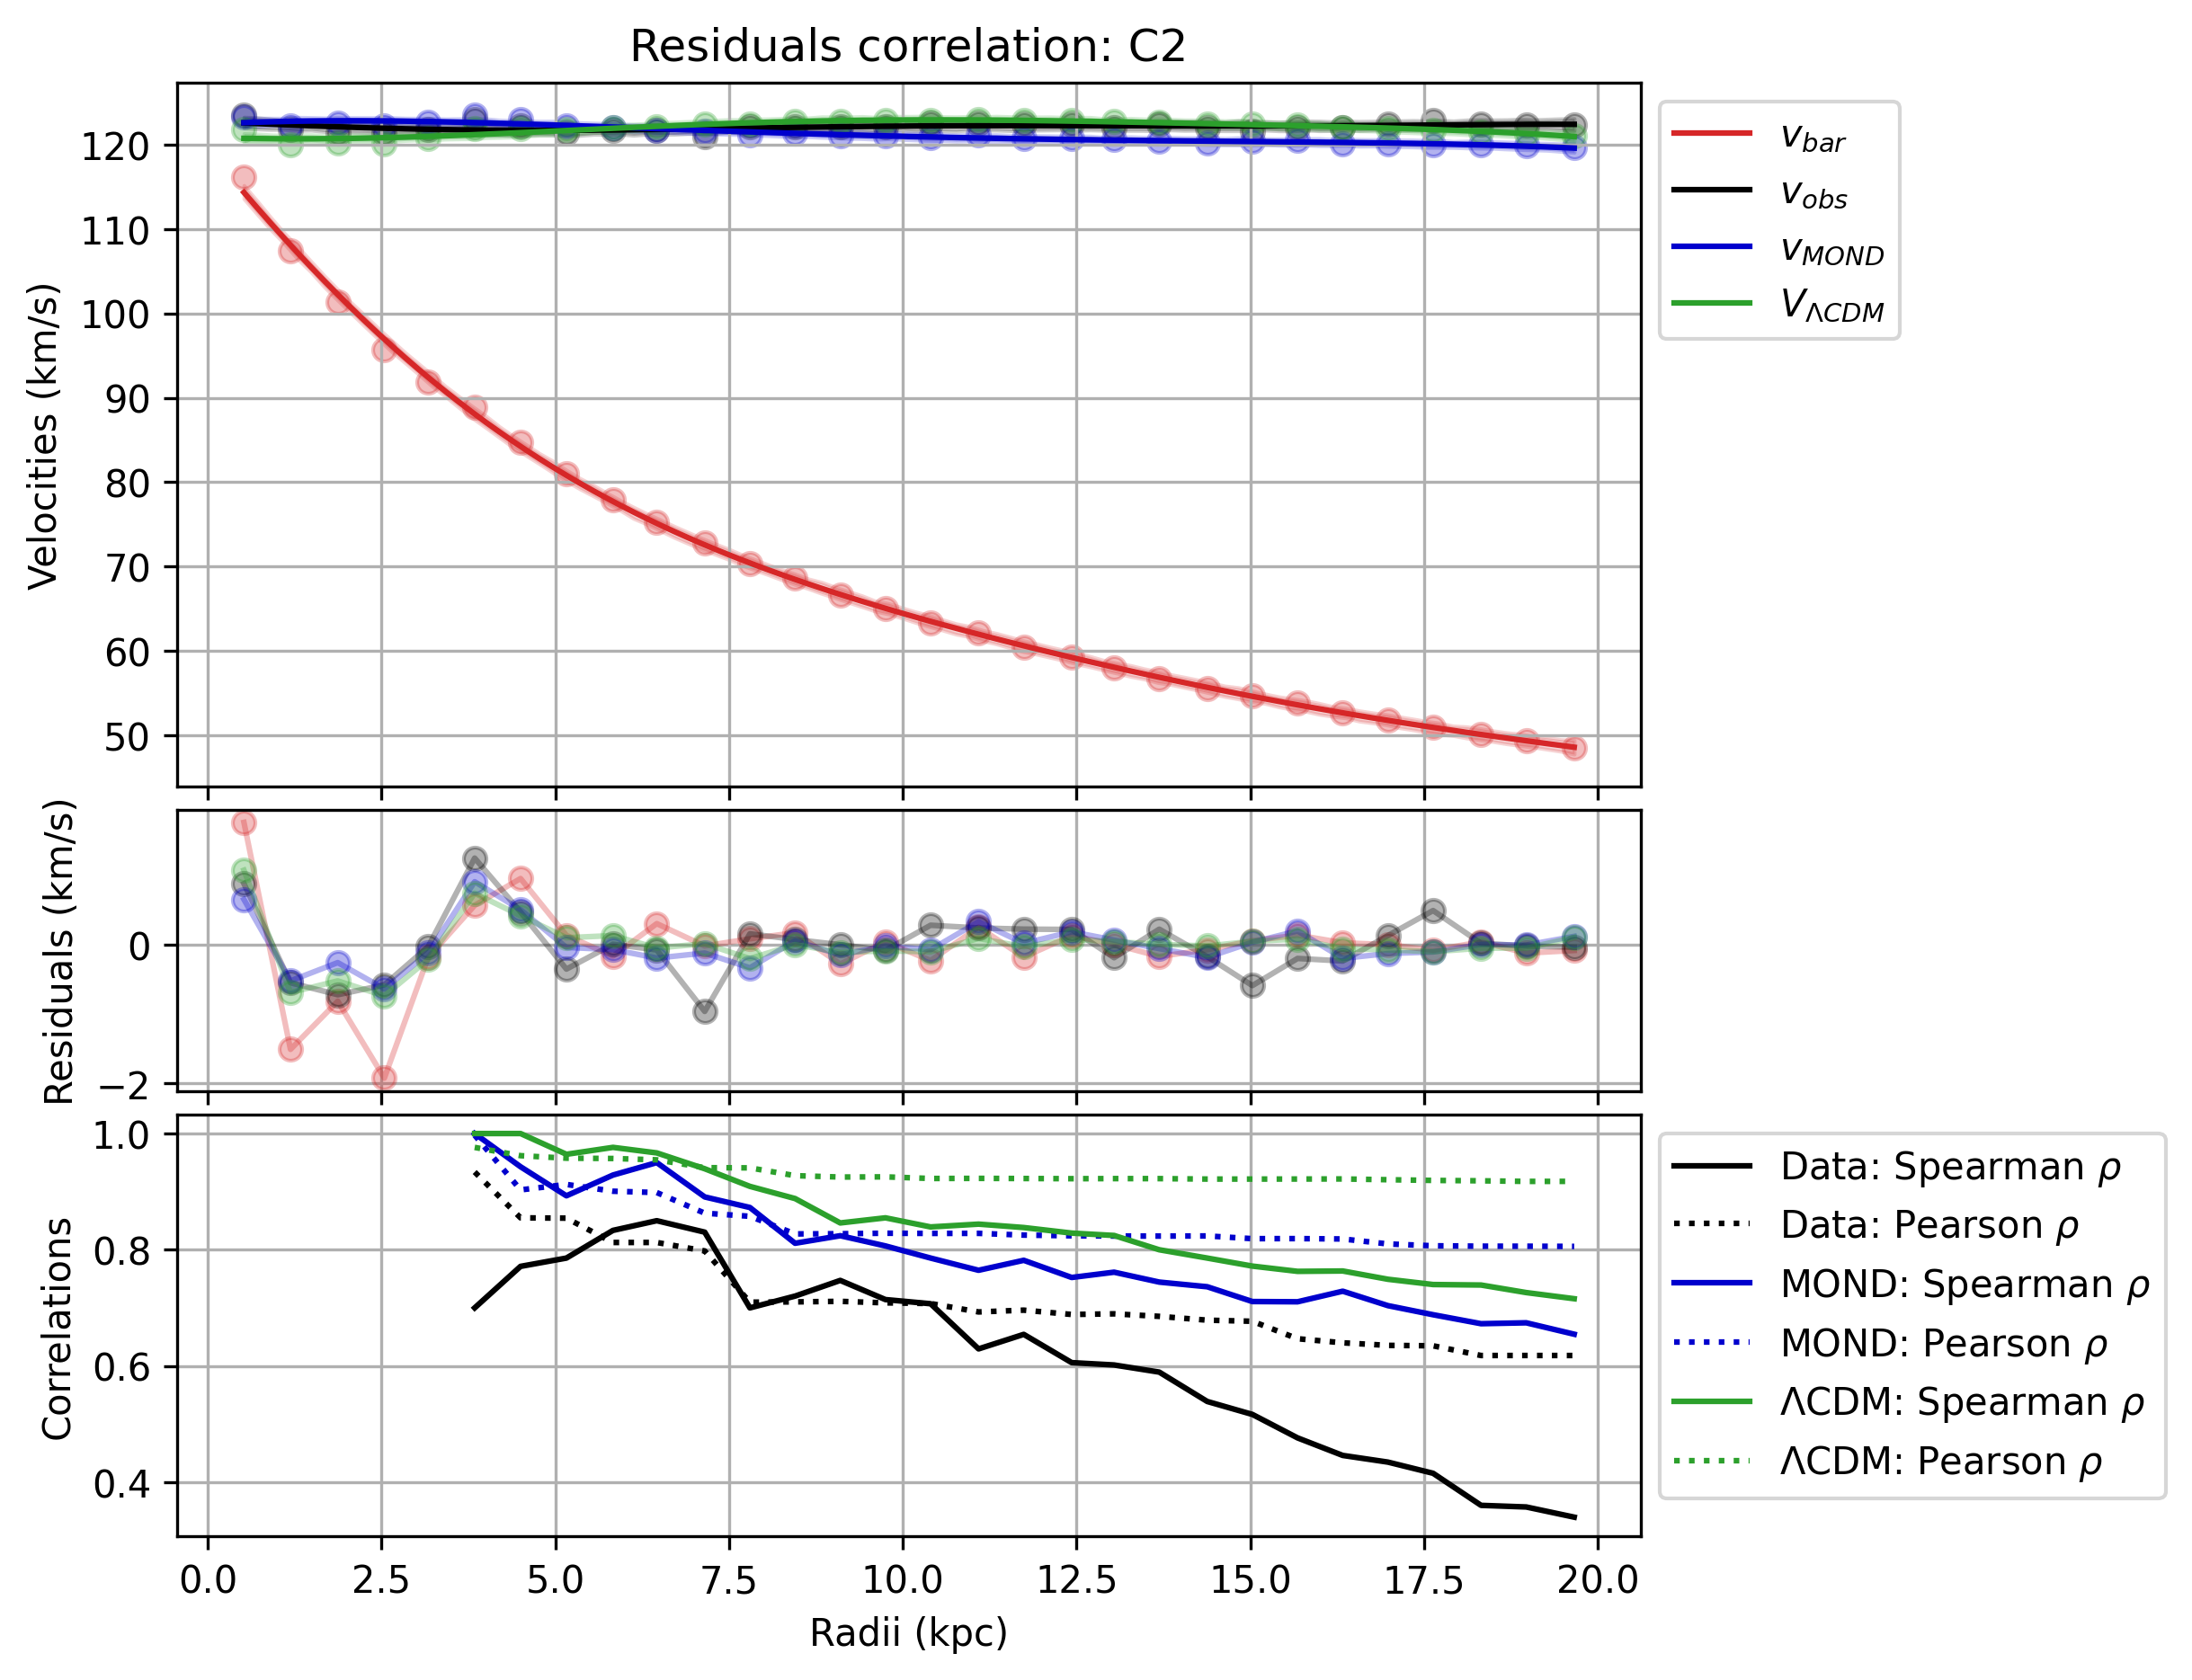 Residuals correlation: C2
Velocities (km/s)
120
110
100
90
80
70
60
50
v_bar
v_obs
v_MOND
V_ΛCDM
Residuals (km/s)
0
−2
Correlations
1.0
0.8
0.6
0.4
Data: Spearman ρ
Data: Pearson ρ
MOND: Spearman ρ
MOND: Pearson ρ
ΛCDM: Spearman ρ
ΛCDM: Pearson ρ
0.0 2.5 5.0 7.5 10.0 12.5 15.0 17.5 20.0
Radii (kpc)